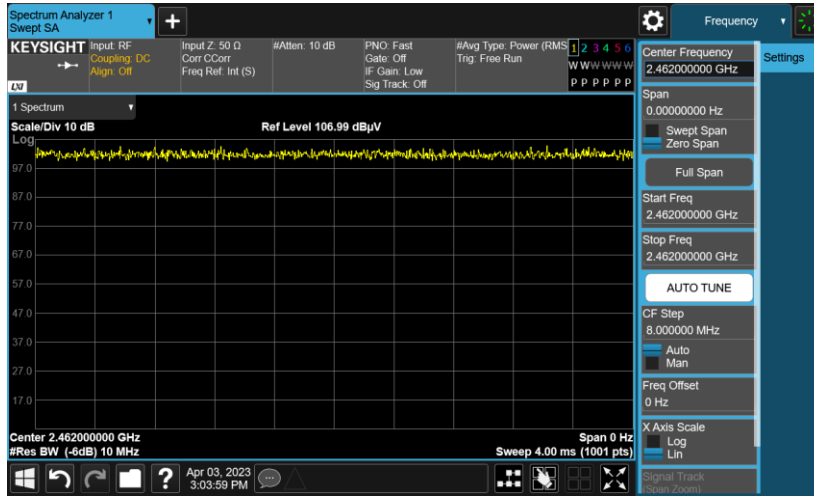 Spectrum Analyzer 1
Swept SA
Frequency
KEYSIGHT
LXI
Input: RF
Coupling: DC
Align: Off
Input Z: 50 Ω
Corr CCorr
Freq Ref: Int (S)
#Atten: 10 dB
PNO: Fast
Gate: Off
IF Gain: Low
Sig Track: Off
#Avg Type: Power (RMS
Trig: Free Run
1 2 3 4 5 6
W W W W W W
P P P P P P
1 Spectrum
Scale/Div 10 dB
Ref Level 106.99 dBµV
Log
97.0
87.0
77.0
67.0
57.0
47.0
37.0
27.0
17.0
Center 2.462000000 GHz
#Res BW (-6dB) 10 MHz
Span 0 Hz
Sweep 4.00 ms (1001 pts)
Apr 03, 2023
3:03:59 PM
Center Frequency
2.462000000 GHz
Settings
Span
0.00000000 Hz
Swept Span
Zero Span
Full Span
Start Freq
2.462000000 GHz
Stop Freq
2.462000000 GHz
AUTO TUNE
CF Step
8.000000 MHz
Auto
Man
Freq Offset
0 Hz
X Axis Scale
Log
Lin
Signal Track
(Span Zoom)